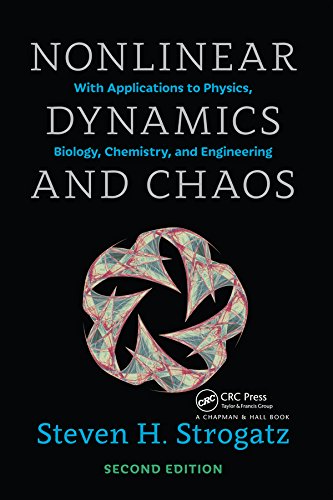 NONLINEAR
With Applications to Physics,
DYNAMICS
Biology, Chemistry, and Engineering
AND CHAOS
CRC
CRC Press
Taylor & Francis Group
A CHAPMAN & HALL BOOK
Steven H. Strogatz
SECOND EDITION